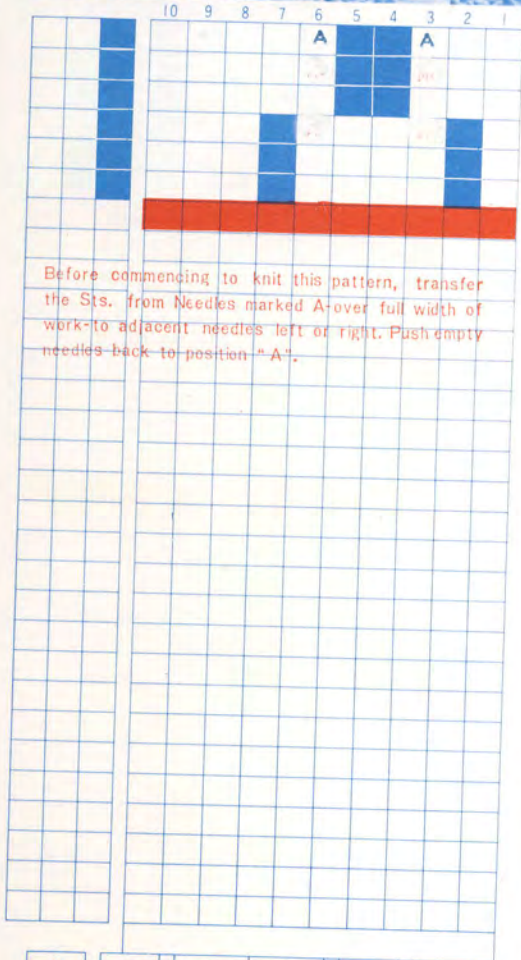 10 9 8 7 6 5 4 3 2 1
A A
Before commencing to knit this pattern, transfer
the Sts. from Needles marked A-over full width of
work-to adjacent needles left or right. Push empty
needles back to position "A".